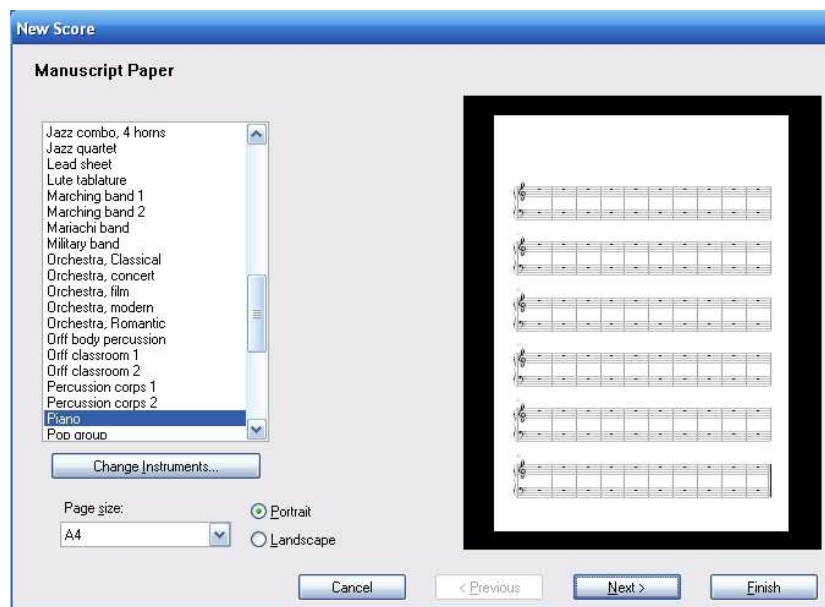 New Score
Manuscript Paper
Jazz combo, 4 horns
Jazz quartet
Lead sheet
Lute tablature
Marching band 1
Marching band 2
Mariachi band
Military band
Orchestra, Classical
Orchestra, concert
Orchestra, film
Orchestra, modern
Orchestra, Romantic
Orff body percussion
Orff classroom 1
Orff classroom 2
Percussion corps 1
Percussion corps 2
Piano
Pop group
Change Instruments...
Page size:
Portrait
A4
Landscape
Cancel
< Previous
Next >
Finish